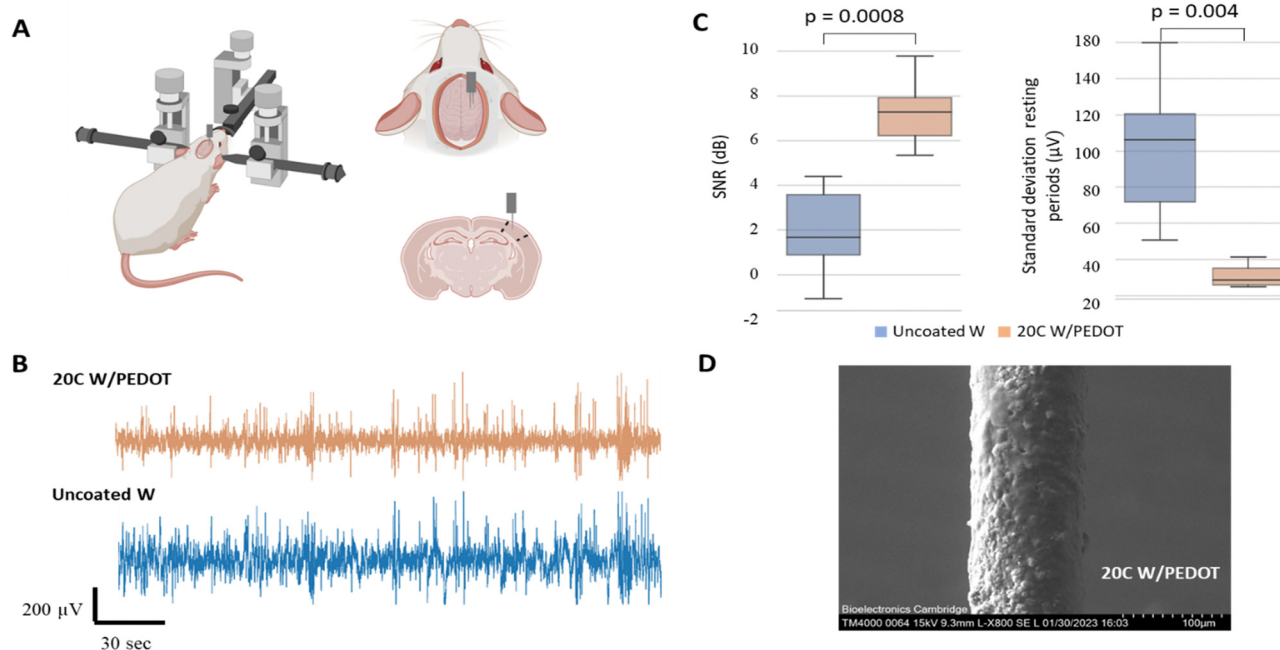 A
B
20C W/PEDOT
Uncoated W
200 µV
30 sec
C
p = 0.0008
10
8
6
4
2
0
-2
SNR (dB)
p = 0.004
180
140
120
100
80
60
40
20
Standard deviation resting
periods (µV)
Uncoated W
20C W/PEDOT
D
20C W/PEDOT
Bioelectronics Cambridge
TM4000 0064 15kV 9.3mm L-X800 SE L 01/30/2023 16:03
100µm